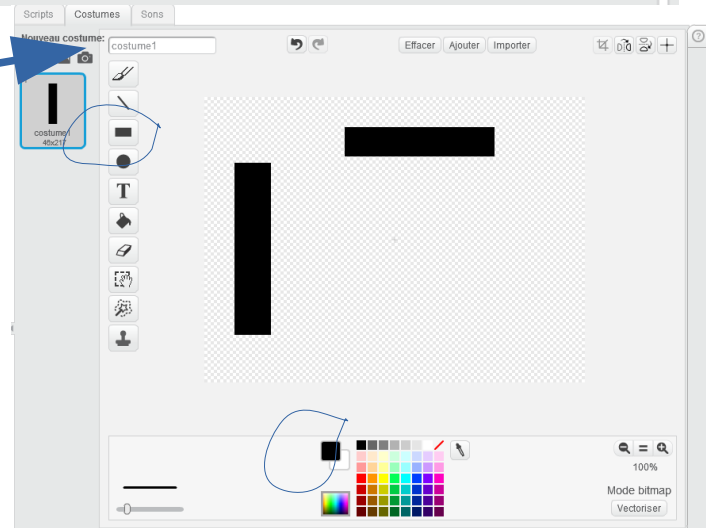 Scripts Costumes Sons
Nouveau costume:
costume1
Effacer Ajouter Importer
costume1
46x217
T
100%
Mode bitmap
Vectoriser